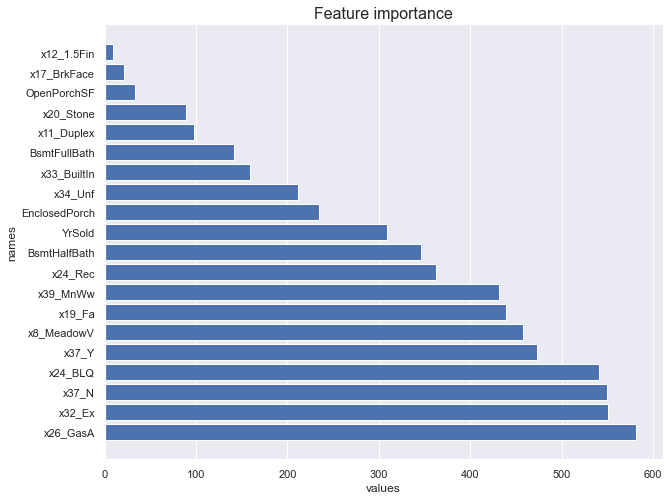 Feature importance
names
x12_1.5Fin
x17_BrkFace
OpenPorchSF
x20_Stone
x11_Duplex
BsmtFullBath
x33_BuiltIn
x34_Unf
EnclosedPorch
YrSold
BsmtHalfBath
x24_Rec
x39_MnWw
x19_Fa
x8_MeadowV
x37_Y
x24_BLQ
x37_N
x32_Ex
x26_GasA
0 100 200 300 400 500 600
values